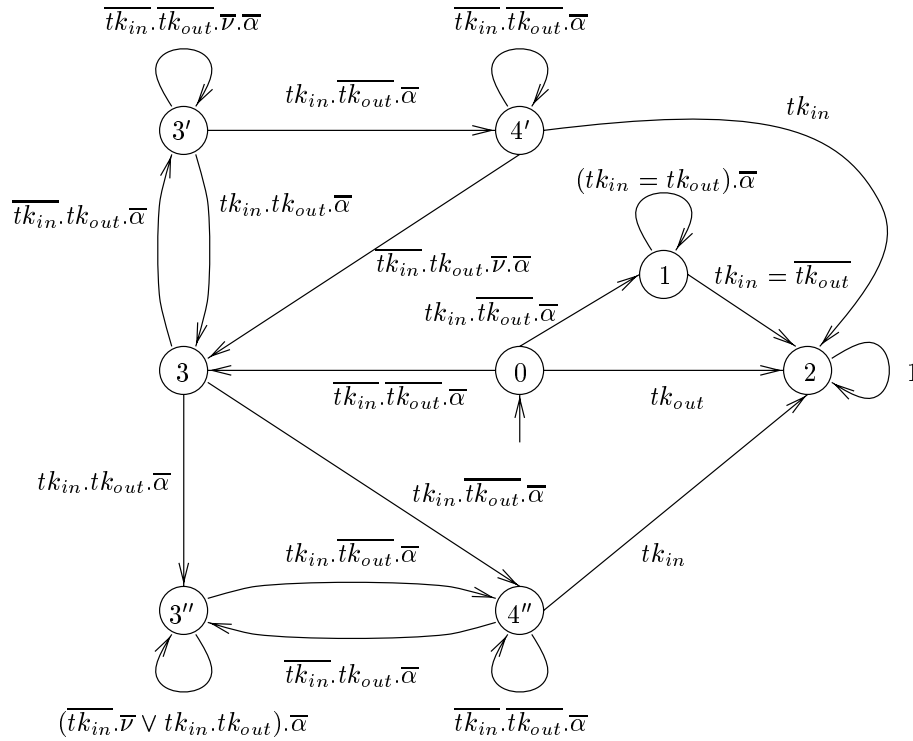 $\overline{tk_{in}}.\overline{tk_{out}}.\overline{\nu}.\overline{\alpha}$
$\overline{tk_{in}}.\overline{tk_{out}}.\overline{\alpha}$
$tk_{in}.\overline{tk_{out}}.\overline{\alpha}$
$tk_{in}$
3′
4′
$(tk_{in} = tk_{out}).\overline{\alpha}$
$\overline{tk_{in}}.tk_{out}.\overline{\alpha}$
$tk_{in}.tk_{out}.\overline{\alpha}$
$\overline{tk_{in}}.tk_{out}.\overline{\nu}.\overline{\alpha}$
1
$tk_{in} = \overline{tk_{out}}$
$tk_{in}.\overline{tk_{out}}.\overline{\alpha}$
3
0
2
1
$\overline{tk_{in}}.\overline{tk_{out}}.\overline{\alpha}$
$tk_{out}$
$tk_{in}.tk_{out}.\overline{\alpha}$
$tk_{in}.\overline{tk_{out}}.\overline{\alpha}$
$tk_{in}.\overline{tk_{out}}.\overline{\alpha}$
$tk_{in}$
3″
4″
$\overline{tk_{in}}.tk_{out}.\overline{\alpha}$
$(\overline{tk_{in}}.\overline{\nu} \vee tk_{in}.tk_{out}).\overline{\alpha}$
$\overline{tk_{in}}.\overline{tk_{out}}.\overline{\alpha}$